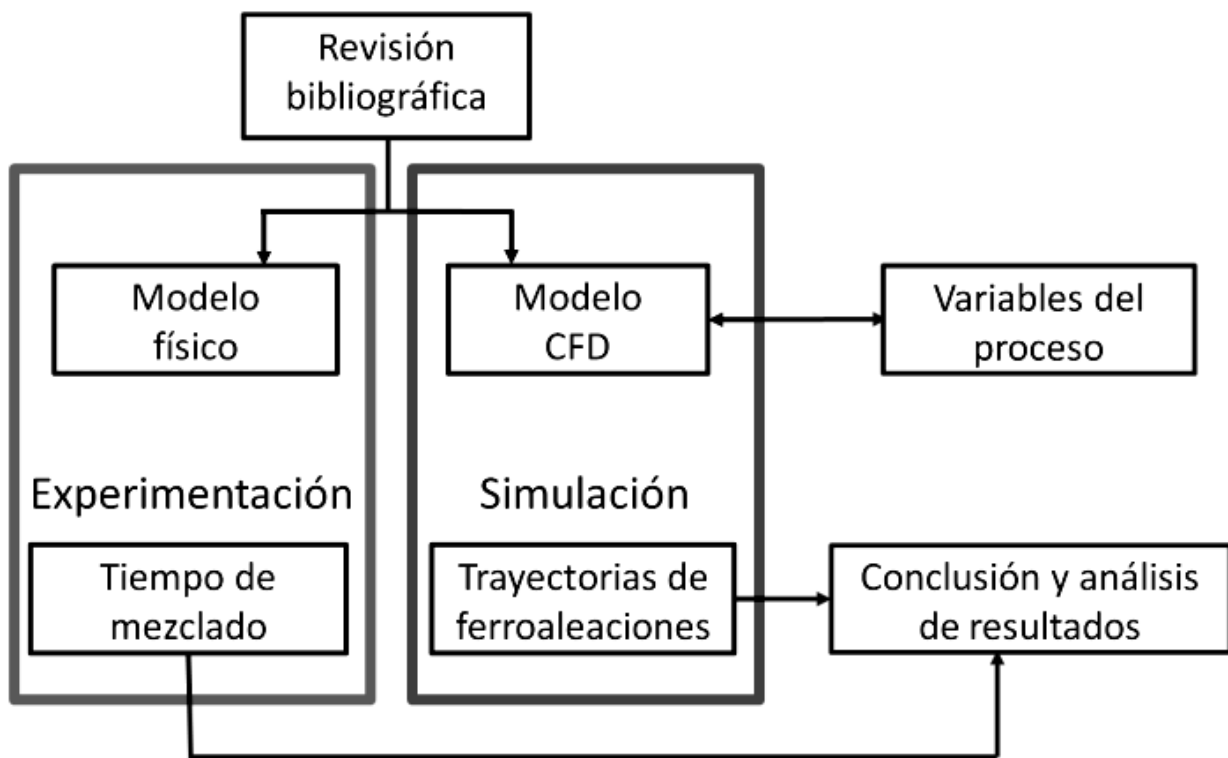 Revisión
bibliográfica
Modelo
físico
Modelo
CFD
Variables del
proceso
Experimentación
Simulación
Tiempo de
mezclado
Trayectorias de
ferroaleaciones
Conclusión y análisis
de resultados